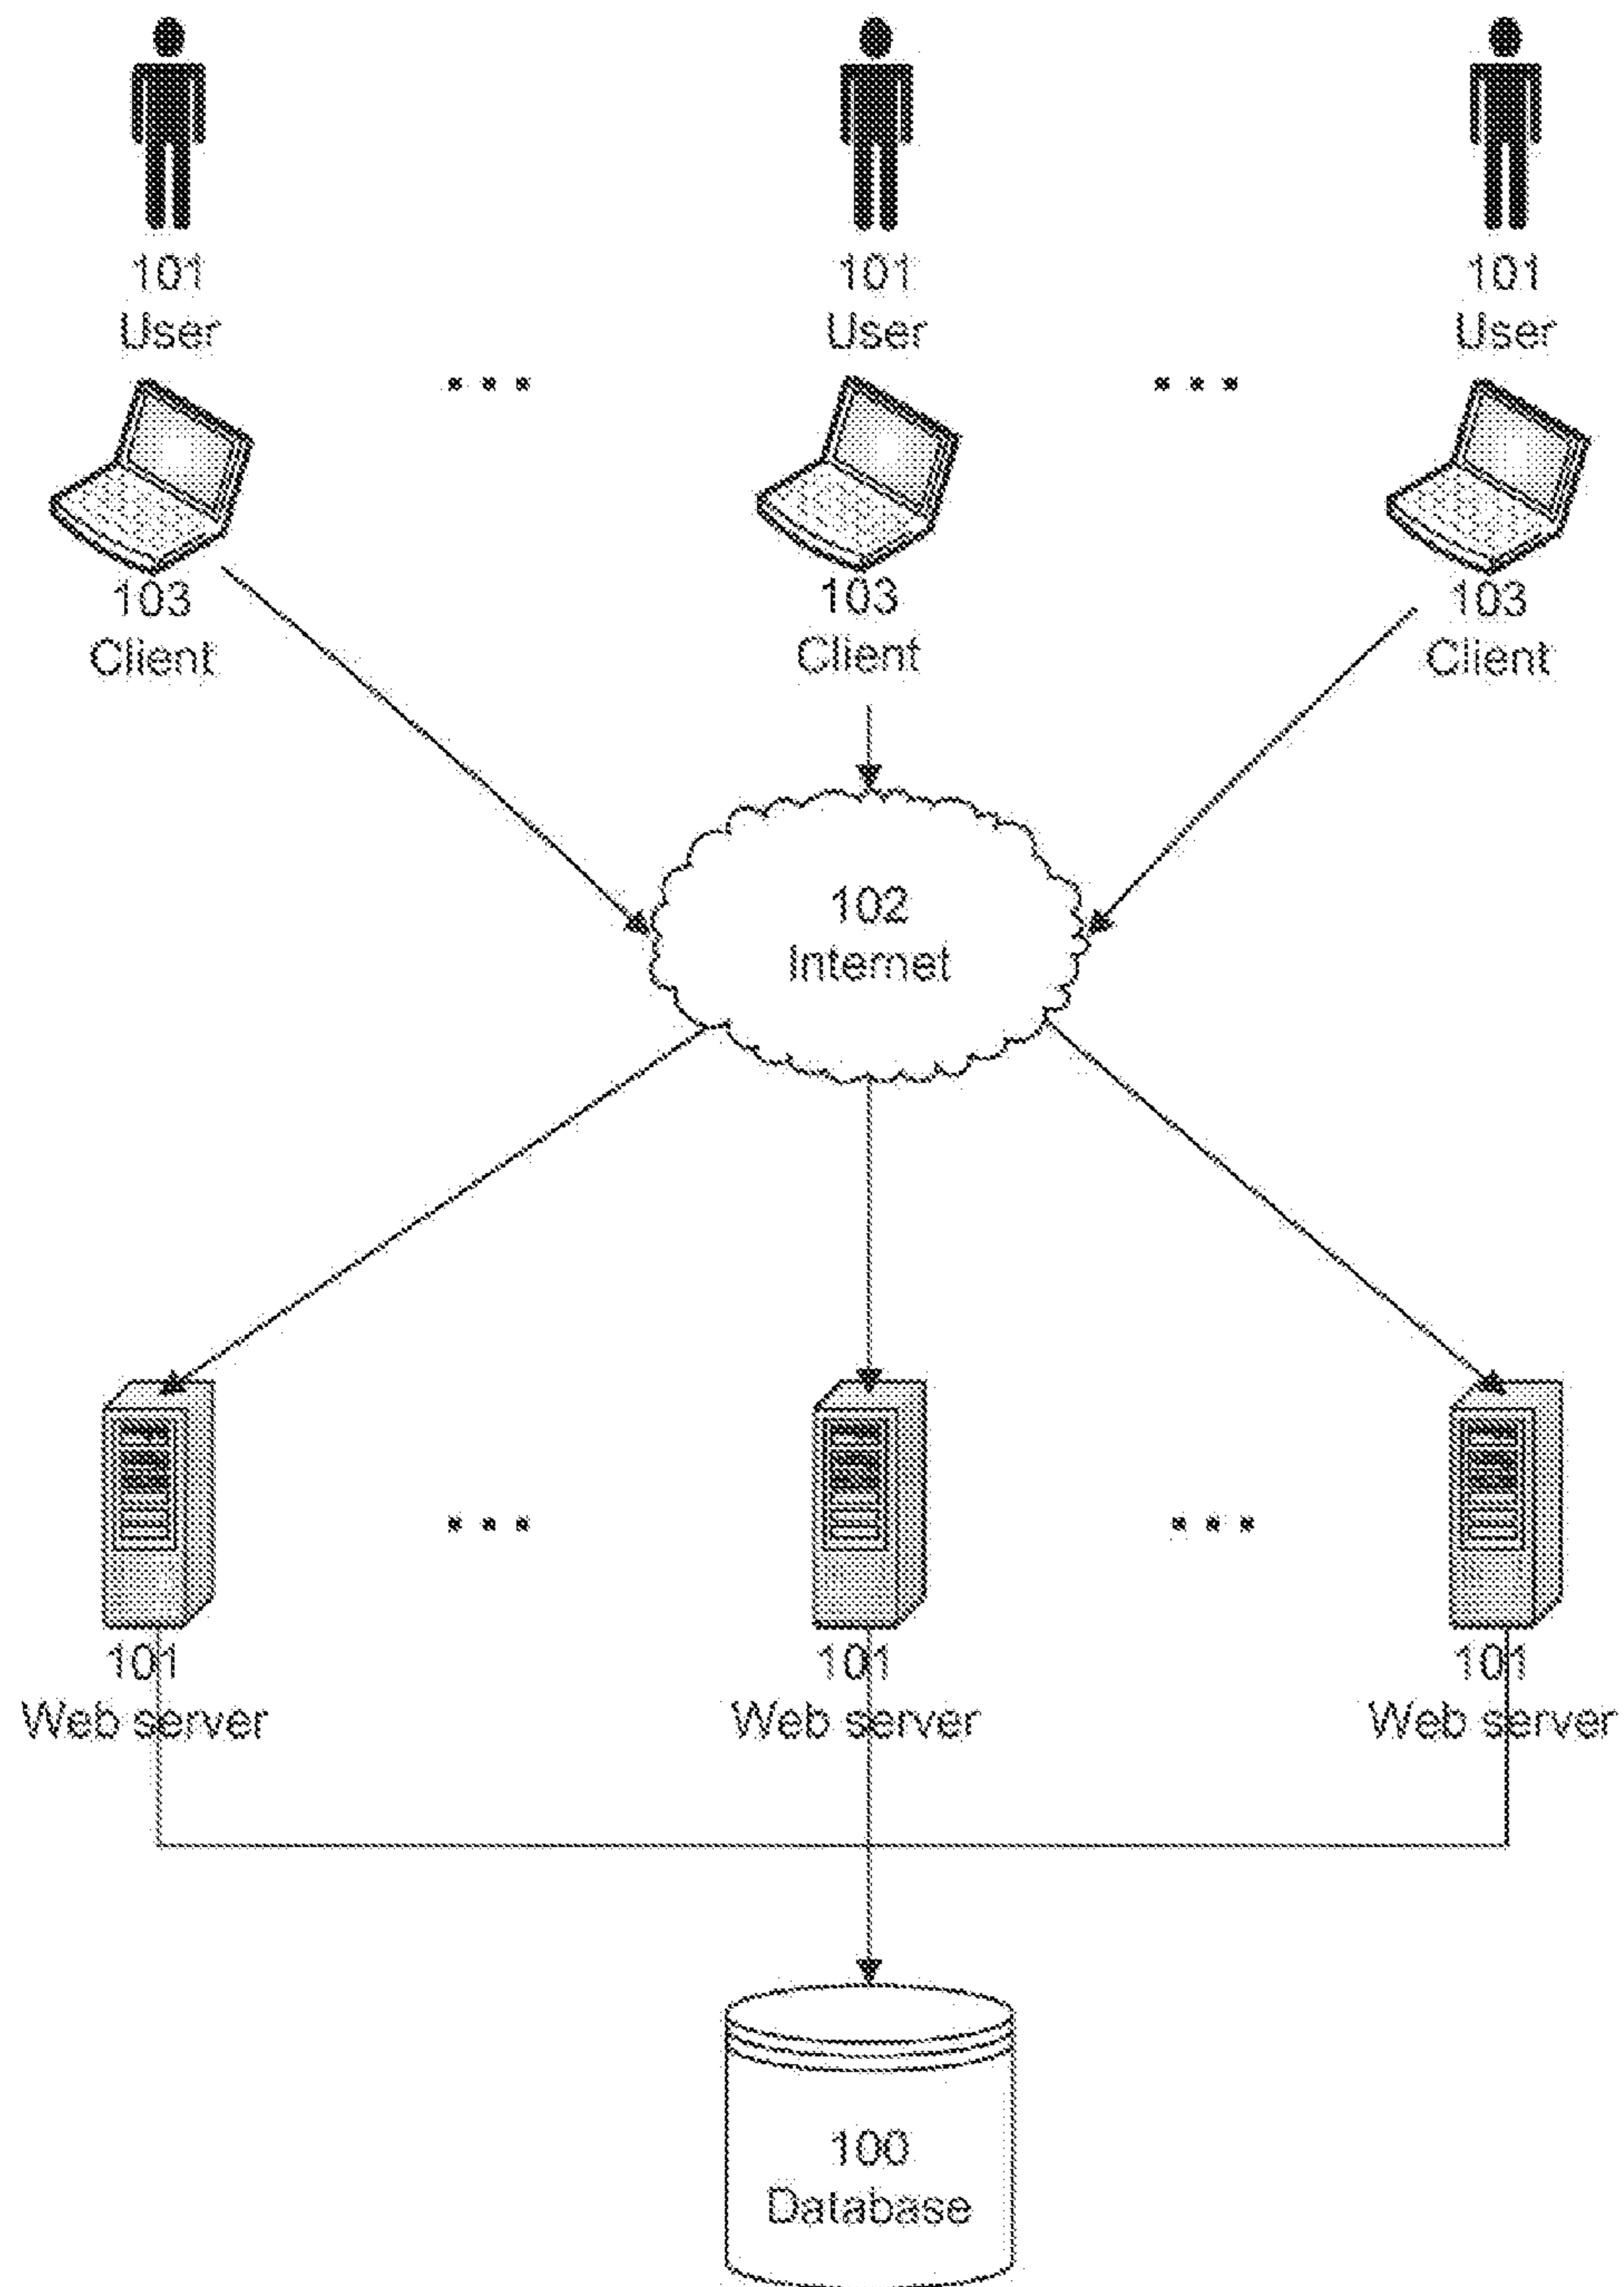 101 101 101
User User User
... ...
103 103 103
Client Client Client
102
Internet
... ...
101 101 101
Web server Web server Web server
100
Database